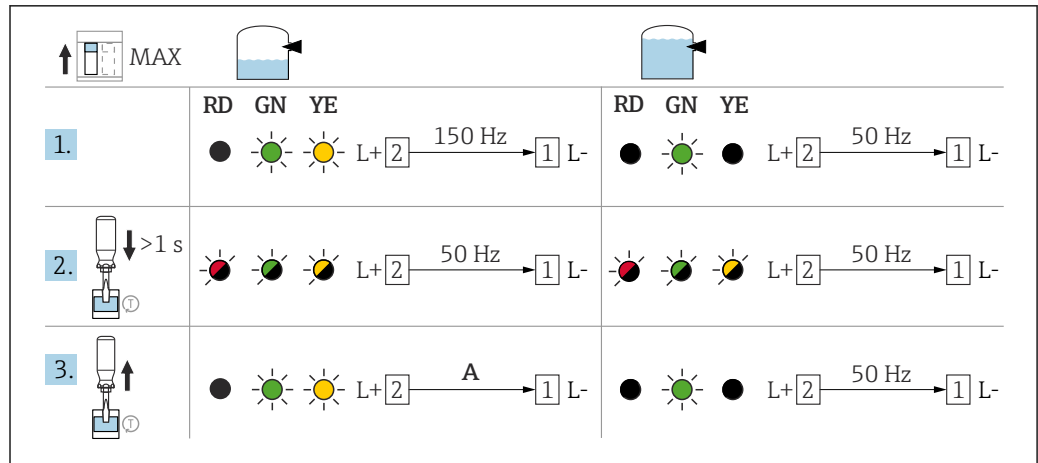 MAX
RD GN YE RD GN YE
1. L+ 2 150 Hz 1 L- L+ 2 50 Hz 1 L-
2. >1 s T L+ 2 50 Hz 1 L- L+ 2 50 Hz 1 L-
3. T L+ 2 A 1 L- L+ 2 50 Hz 1 L-